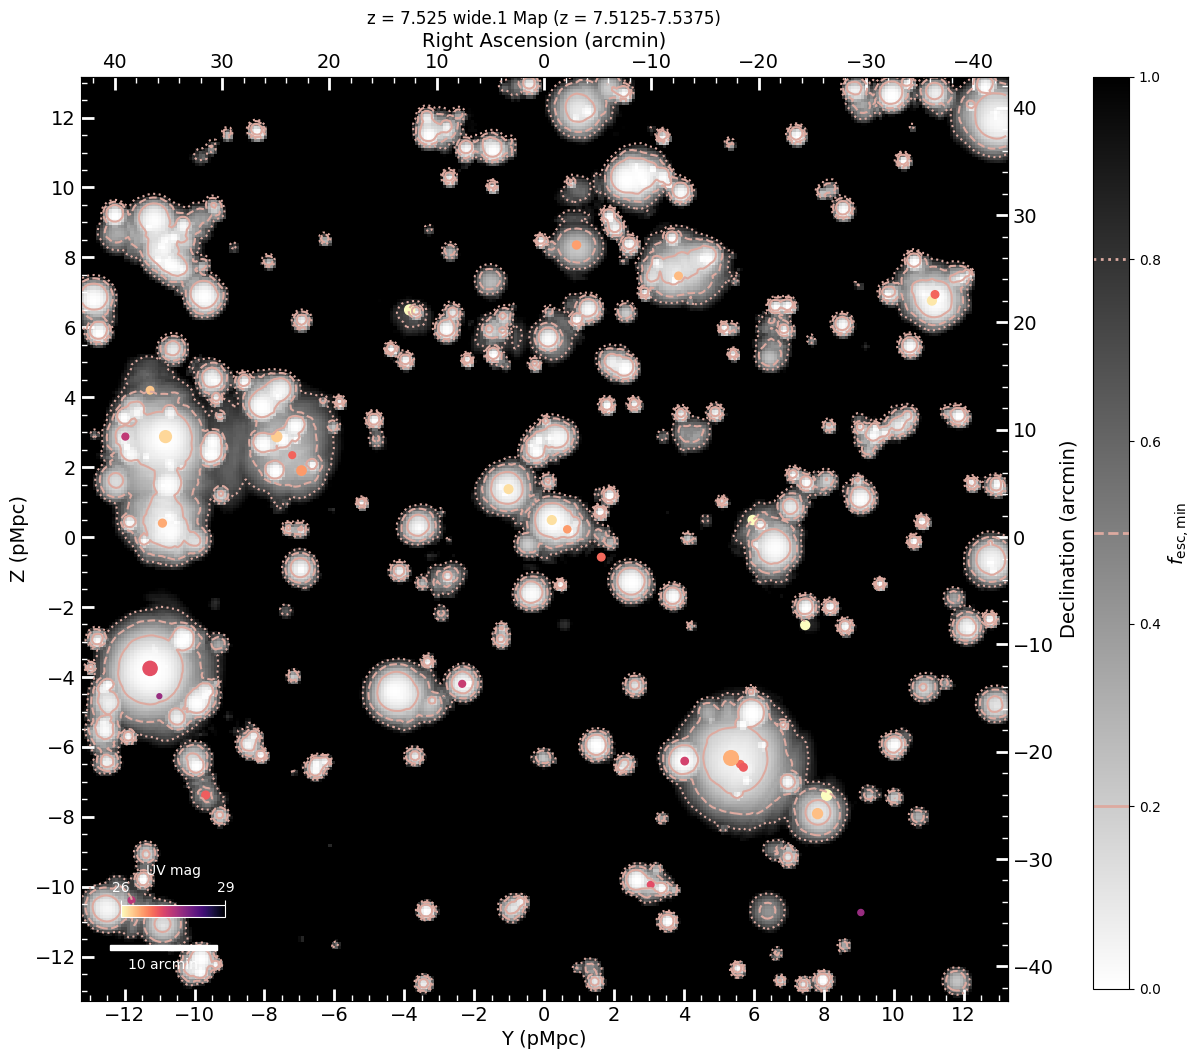 z = 7.525 wide.1 Map (z = 7.5125-7.5375)
Right Ascension (arcmin)
40 30 20 10 0 −10 −20 −30 −40
12
10
8
6
4
2
0
−2
−4
−6
−8
−10
−12
Z (pMpc)
40
30
20
10
0
−10
−20
−30
−40
Declination (arcmin)
1.0
0.8
0.6
0.4
0.2
0.0
fesc,min
UV mag
26 29
10 arcmin
−12 −10 −8 −6 −4 −2 0 2 4 6 8 10 12
Y (pMpc)